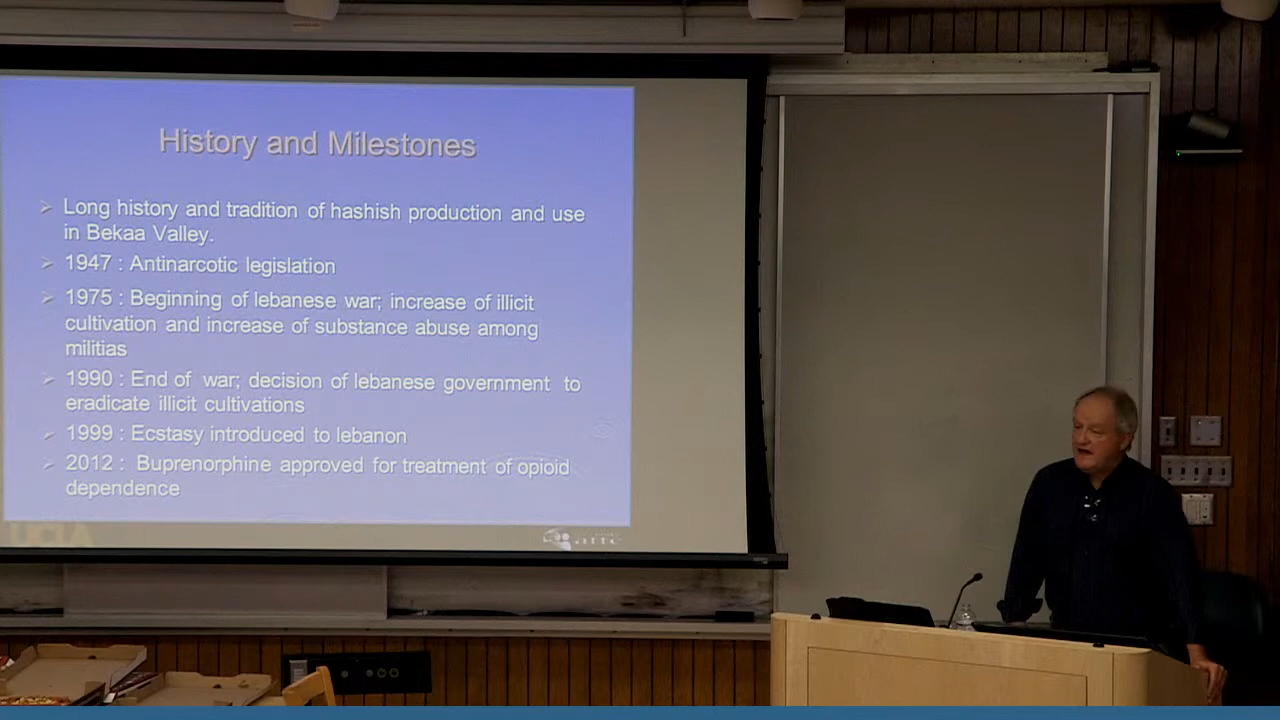 History and Milestones
Long history and tradition of hashish production and use
in Bekaa Valley.
1947 : Antinarcotic legislation
1975 : Beginning of lebanese war; increase of illicit
cultivation and increase of substance abuse among
militias
1990 : End of war; decision of lebanese government to
eradicate illicit cultivations
1999 : Ecstasy introduced to lebanon
2012 : Buprenorphine approved for treatment of opioid
dependence
UCLA
attc